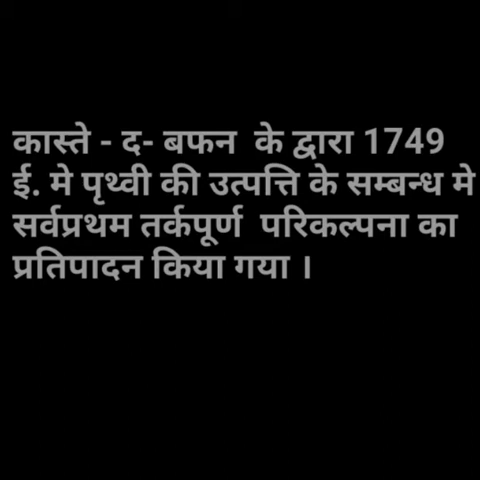 कास्ते - द- बफन के द्वारा 1749
ई. मे पृथ्वी की उत्पत्ति के सम्बन्ध मे
सर्वप्रथम तर्कपूर्ण परिकल्पना का
प्रतिपादन किया गया ।